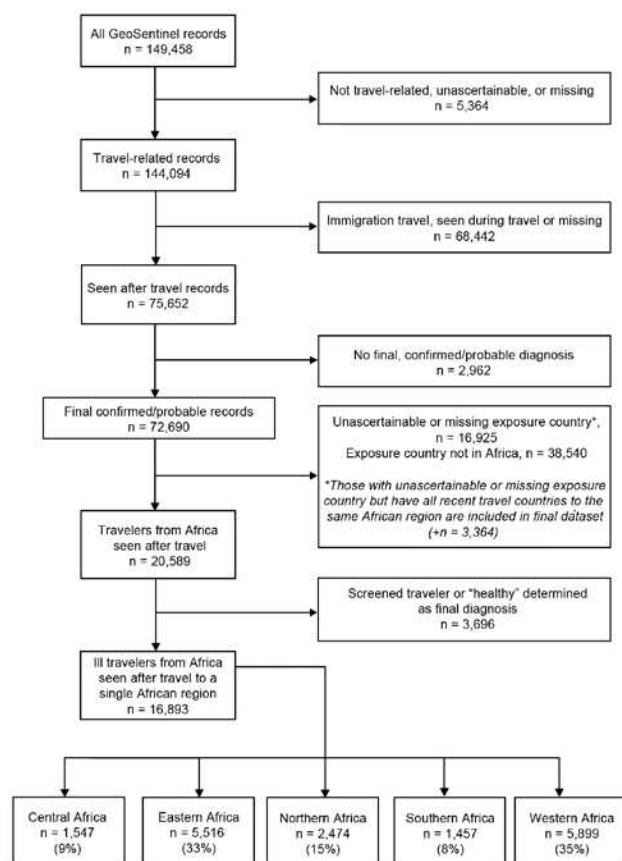 All GeoSentinel records
n = 149,458
Not travel-related, unascertainable, or missing
n = 5,364
Travel-related records
n = 144,094
Immigration travel, seen during travel or missing
n = 68,442
Seen after travel records
n = 75,652
No final, confirmed/probable diagnosis
n = 2,962
Final confirmed/probable records
n = 72,690
Unascertainable or missing exposure country*,
n = 16,925
Exposure country not in Africa, n = 38,540
*Those with unascertainable or missing exposure
country but have all recent travel countries to the
same African region are included in final dataset
(+n = 3,364)
Travelers from Africa
seen after travel
n = 20,589
Screened traveler or “healthy” determined
as final diagnosis
n = 3,696
Ill travelers from Africa
seen after travel to a
single African region
n = 16,893
Central Africa
n = 1,547
(9%)
Eastern Africa
n = 5,516
(33%)
Northern Africa
n = 2,474
(15%)
Southern Africa
n = 1,457
(8%)
Western Africa
n = 5,899
(35%)